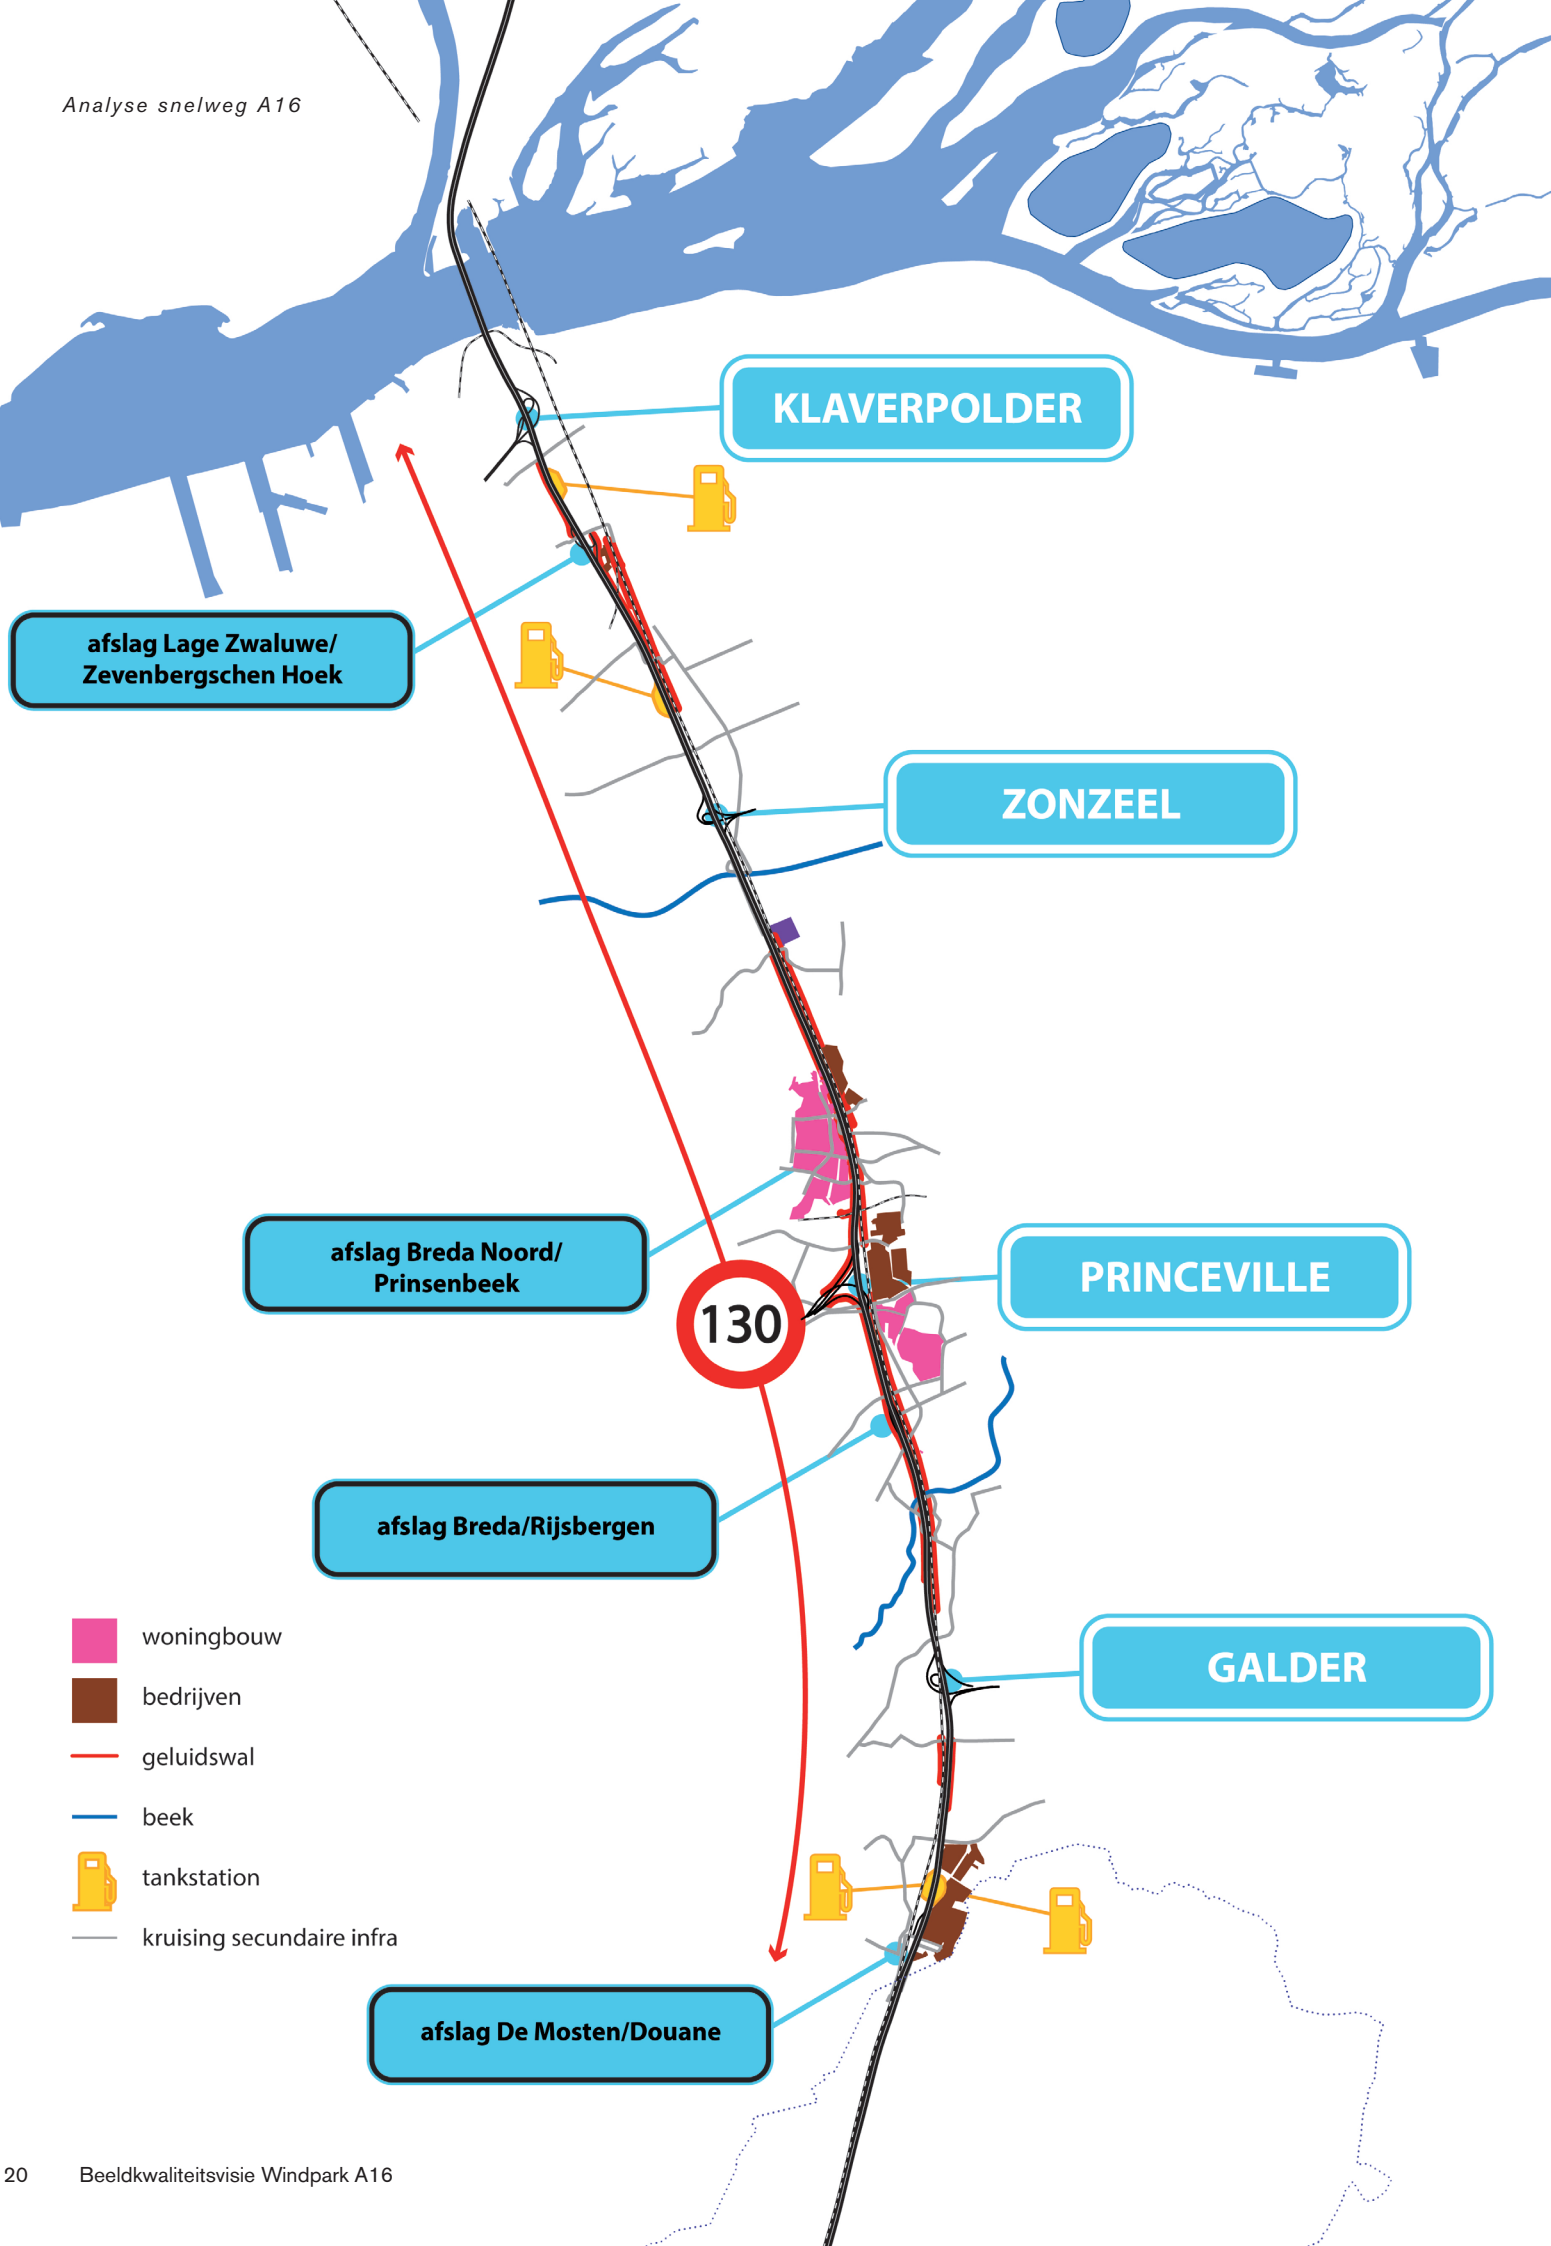 Analyse snelweg A16
KLAVERPOLDER
afslag Lage Zwaluwe/
Zevenbergschen Hoek
ZONZEEL
afslag Breda Noord/
Prinsenbeek
PRINCEVILLE
130
afslag Breda/Rijsbergen
woningbouw
bedrijven
geluidswal
beek
tankstation
kruising secundaire infra
GALDER
afslag De Mosten/Douane
20 Beeldkwaliteitsvisie Windpark A16